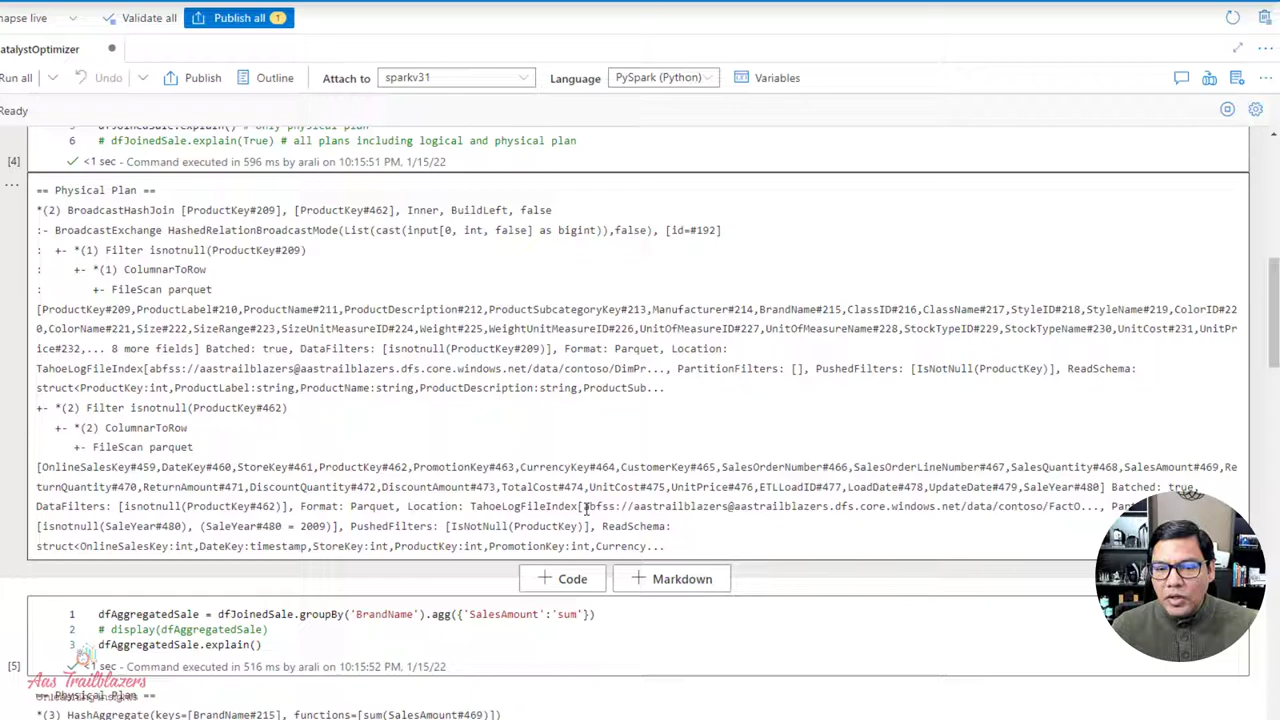 apse live
Validate all
Publish all 1
atalystOptimizer
Run all
Undo
Publish
Outline
Attach to
sparkv31
Language
PySpark (Python)
Variables
Ready
dfJoinedSale.explain() # only physical plan
6 # dfJoinedSale.explain(True) # all plans including logical and physical plan
[4]
<1 sec - Command executed in 596 ms by arali on 10:15:51 PM, 1/15/22
== Physical Plan ==
*(2) BroadcastHashJoin [ProductKey#209], [ProductKey#462], Inner, BuildLeft, false
:- BroadcastExchange HashedRelationBroadcastMode(List(cast(input[0, int, false] as bigint)),false), [id=#192]
:  +- *(1) Filter isnotnull(ProductKey#209)
:     +- *(1) ColumnarToRow
:        +- FileScan parquet
[ProductKey#209,ProductLabel#210,ProductName#211,ProductDescription#212,ProductSubcategoryKey#213,Manufacturer#214,BrandName#215,ClassID#216,ClassName#217,StyleID#218,StyleName#219,ColorID#22
0,ColorName#221,Size#222,SizeRange#223,SizeUnitMeasureID#224,Weight#225,WeightUnitMeasureID#226,UnitOfMeasureID#227,UnitOfMeasureName#228,StockTypeID#229,StockTypeName#230,UnitCost#231,UnitPr
ice#232,... 8 more fields] Batched: true, DataFilters: [isnotnull(ProductKey#209)], Format: Parquet, Location:
TahoeLogFileIndex[abfss://aastrailblazers@aastrailblazers.dfs.core.windows.net/data/contoso/DimPr..., PartitionFilters: [], PushedFilters: [IsNotNull(ProductKey)], ReadSchema:
struct<ProductKey:int,ProductLabel:string,ProductName:string,ProductDescription:string,ProductSub...
+- *(2) Filter isnotnull(ProductKey#462)
   +- *(2) ColumnarToRow
      +- FileScan parquet
[OnlineSalesKey#459,DateKey#460,StoreKey#461,ProductKey#462,PromotionKey#463,CurrencyKey#464,CustomerKey#465,SalesOrderNumber#466,SalesOrderLineNumber#467,SalesQuantity#468,SalesAmount#469,Re
turnQuantity#470,ReturnAmount#471,DiscountQuantity#472,DiscountAmount#473,TotalCost#474,UnitCost#475,UnitPrice#476,ETLLoadID#477,LoadDate#478,UpdateDate#479,SaleYear#480] Batched: true,
DataFilters: [isnotnull(ProductKey#462)], Format: Parquet, Location: TahoeLogFileIndex[abfss://aastrailblazers@aastrailblazers.dfs.core.windows.net/data/contoso/FactO...,
[isnotnull(SaleYear#480), (SaleYear#480 = 2009)], PushedFilters: [IsNotNull(ProductKey)], ReadSchema:
struct<OnlineSalesKey:int,DateKey:timestamp,StoreKey:int,ProductKey:int,PromotionKey:int,Currency...
+ Code
+ Markdown
1 dfAggregatedSale = dfJoinedSale.groupBy('BrandName').agg({'SalesAmount':'sum'})
2 # display(dfAggregatedSale)
3 dfAggregatedSale.explain()
[5]
<1 sec - Command executed in 516 ms by arali on 10:15:52 PM, 1/15/22
Aas Trailblazers
== Physical Plan ==
*(3) HashAggregate(keys=[BrandName#215], functions=[sum(SalesAmount#469)])